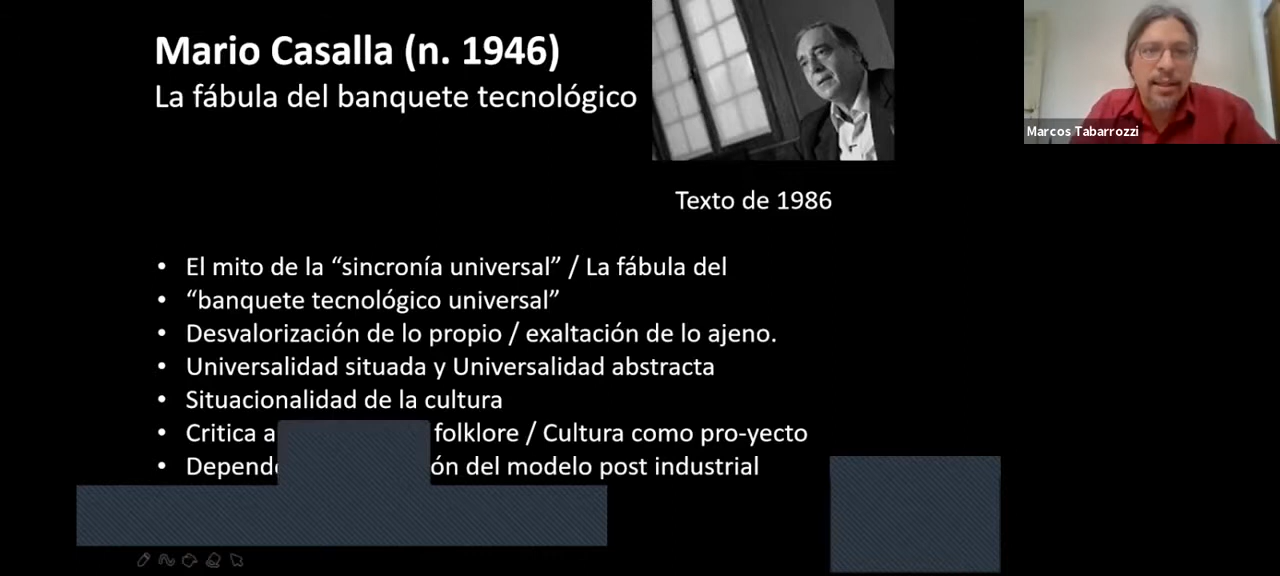 Mario Casalla (n. 1946)
La fábula del banquete tecnológico
Marcos Tabarrozzi
Texto de 1986
• El mito de la “sincronía universal” / La fábula del
• “banquete tecnológico universal”
• Desvalorización de lo propio / exaltación de lo ajeno.
• Universalidad situada y Universalidad abstracta
• Situacionalidad de la cultura
• Critica a folklore / Cultura como pro-yecto
• del modelo post industrial